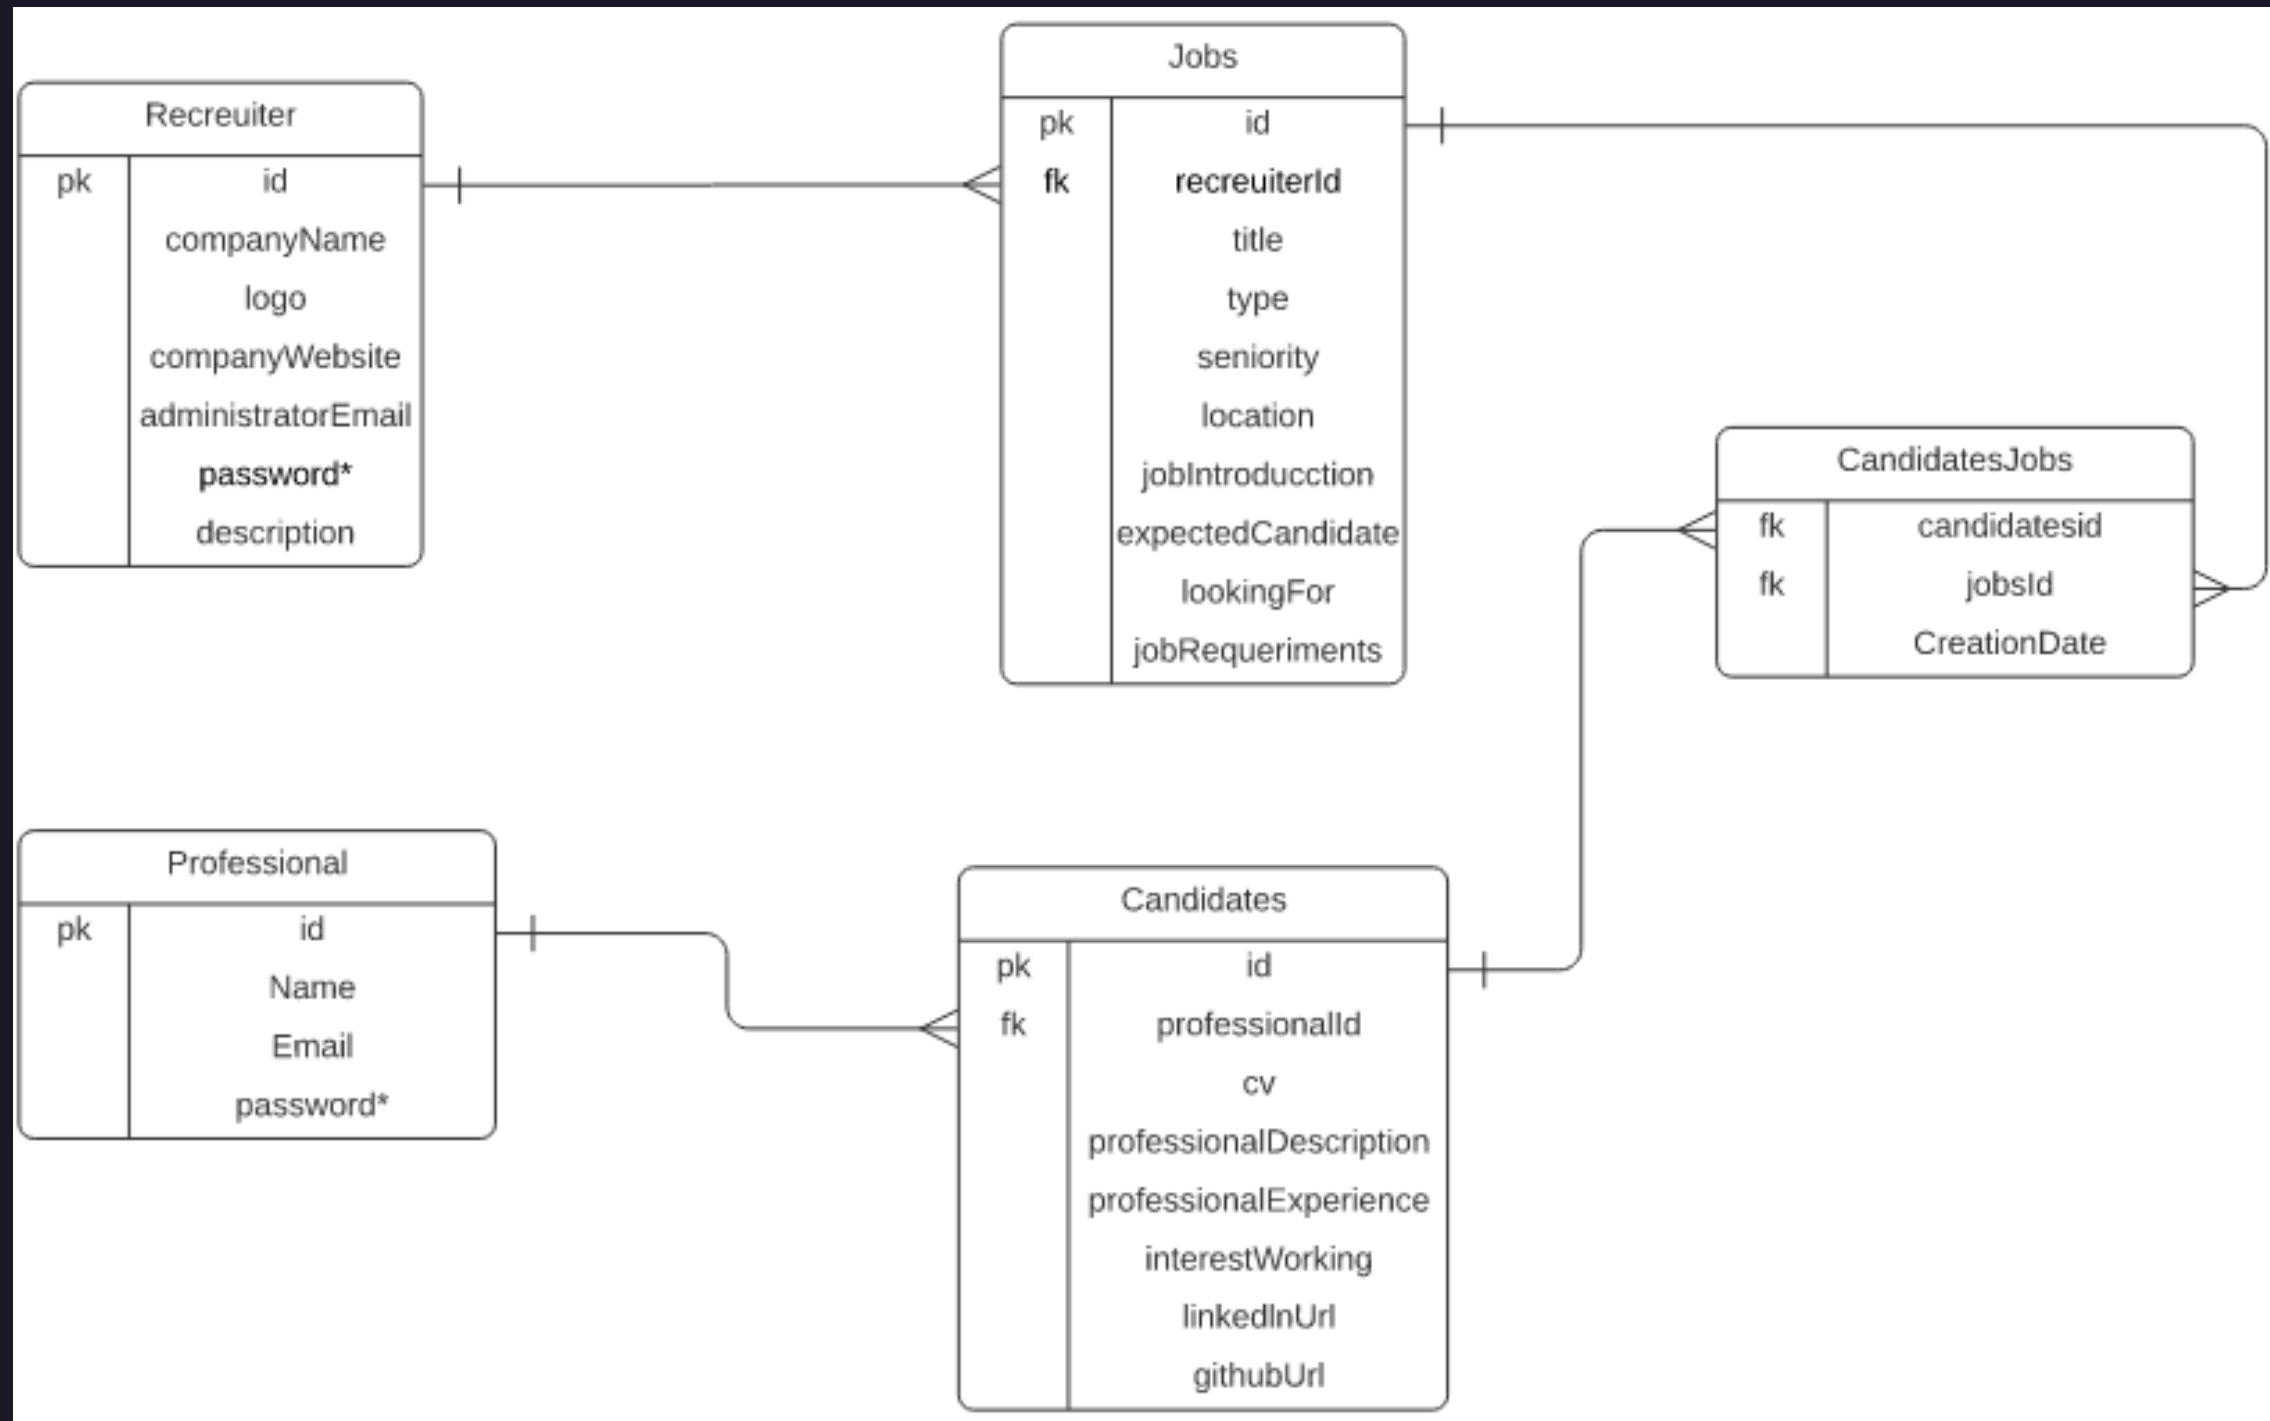 Recreuiter
pk id
companyName
logo
companyWebsite
administratorEmail
password*
description
Jobs
pk id
fk recreuiterId
title
type
seniority
location
jobIntroducction
expectedCandidate
lookingFor
jobRequeriments
CandidatesJobs
fk candidatesid
fk jobsId
CreationDate
Professional
pk id
Name
Email
password*
Candidates
pk id
fk professionalId
cv
professionalDescription
professionalExperience
interestWorking
linkedInUrl
githubUrl